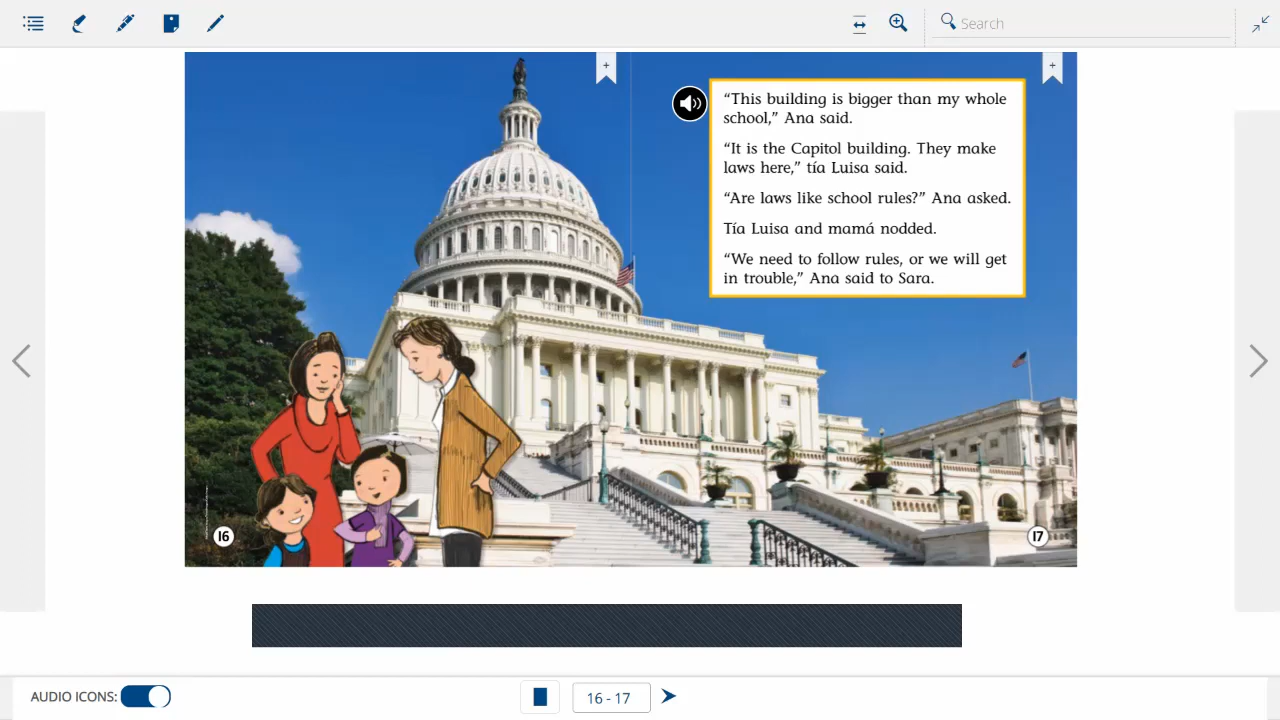 Search
+
+
“This building is bigger than my whole
school,” Ana said.
“It is the Capitol building. They make
laws here,” tía Luisa said.
“Are laws like school rules?” Ana asked.
Tía Luisa and mamá nodded.
“We need to follow rules, or we will get
in trouble,” Ana said to Sara.
16
17
AUDIO ICONS:
16 - 17